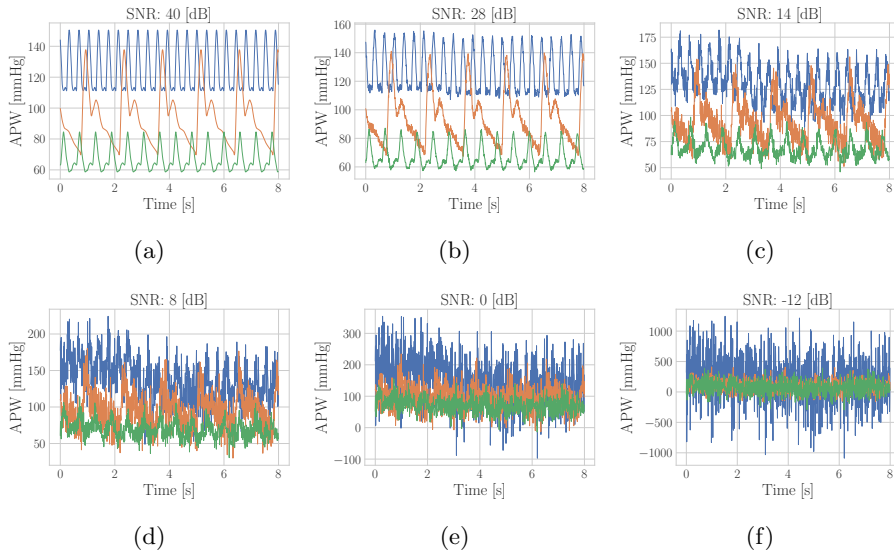 SNR: 40 [dB]
APW [mmHg]
140
120
100
80
60
0
2
4
6
8
Time [s]
(a)
SNR: 28 [dB]
APW [mmHg]
160
140
120
100
80
60
0
2
4
6
8
Time [s]
(b)
SNR: 14 [dB]
APW [mmHg]
175
150
125
100
75
50
0
2
4
6
8
Time [s]
(c)
SNR: 8 [dB]
APW [mmHg]
200
150
100
50
0
2
4
6
8
Time [s]
(d)
SNR: 0 [dB]
APW [mmHg]
300
200
100
0
−100
0
2
4
6
8
Time [s]
(e)
SNR: -12 [dB]
APW [mmHg]
1000
500
0
−500
−1000
0
2
4
6
8
Time [s]
(f)